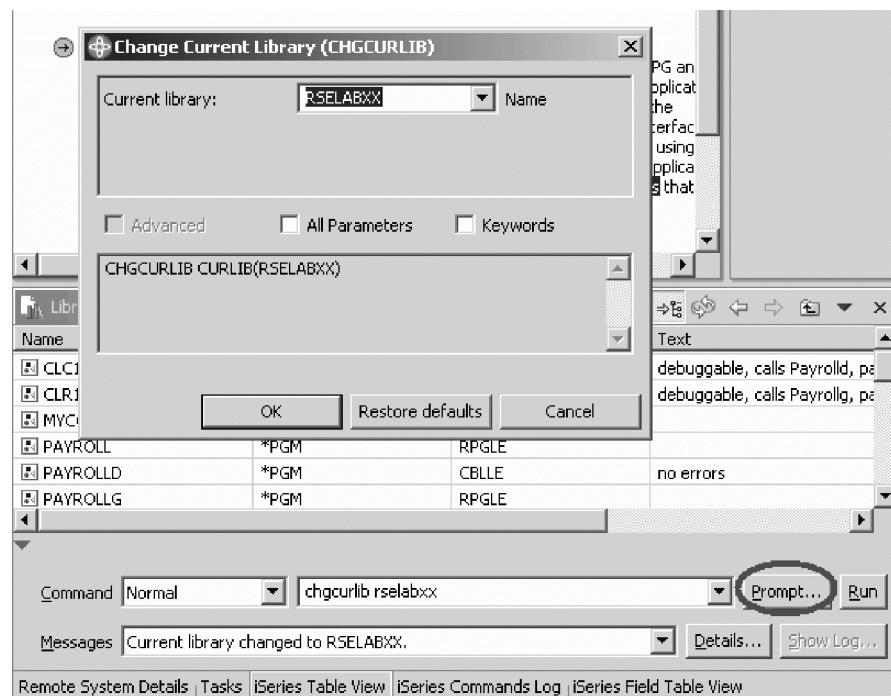 Change Current Library (CHGCURLIB)
PG an
pplicat
the
terfac
using
pplica
s that
Current library: RSELABXX Name
Advanced All Parameters Keywords
CHGCURLIB CURLIB(RSELABXX)
OK Restore defaults Cancel
Libr
Name Text
CLC1 debuggable, calls Payrolld, pa
CLR1 debuggable, calls Payrollg, pa
MYC
PAYROLL *PGM RPGLE
PAYROLLD *PGM CBLLE no errors
PAYROLLG *PGM RPGLE
Command Normal chgcurlib rselabxx Prompt... Run
Messages Current library changed to RSELABXX. Details... Show Log...
Remote System Details Tasks iSeries Table View iSeries Commands Log iSeries Field Table View